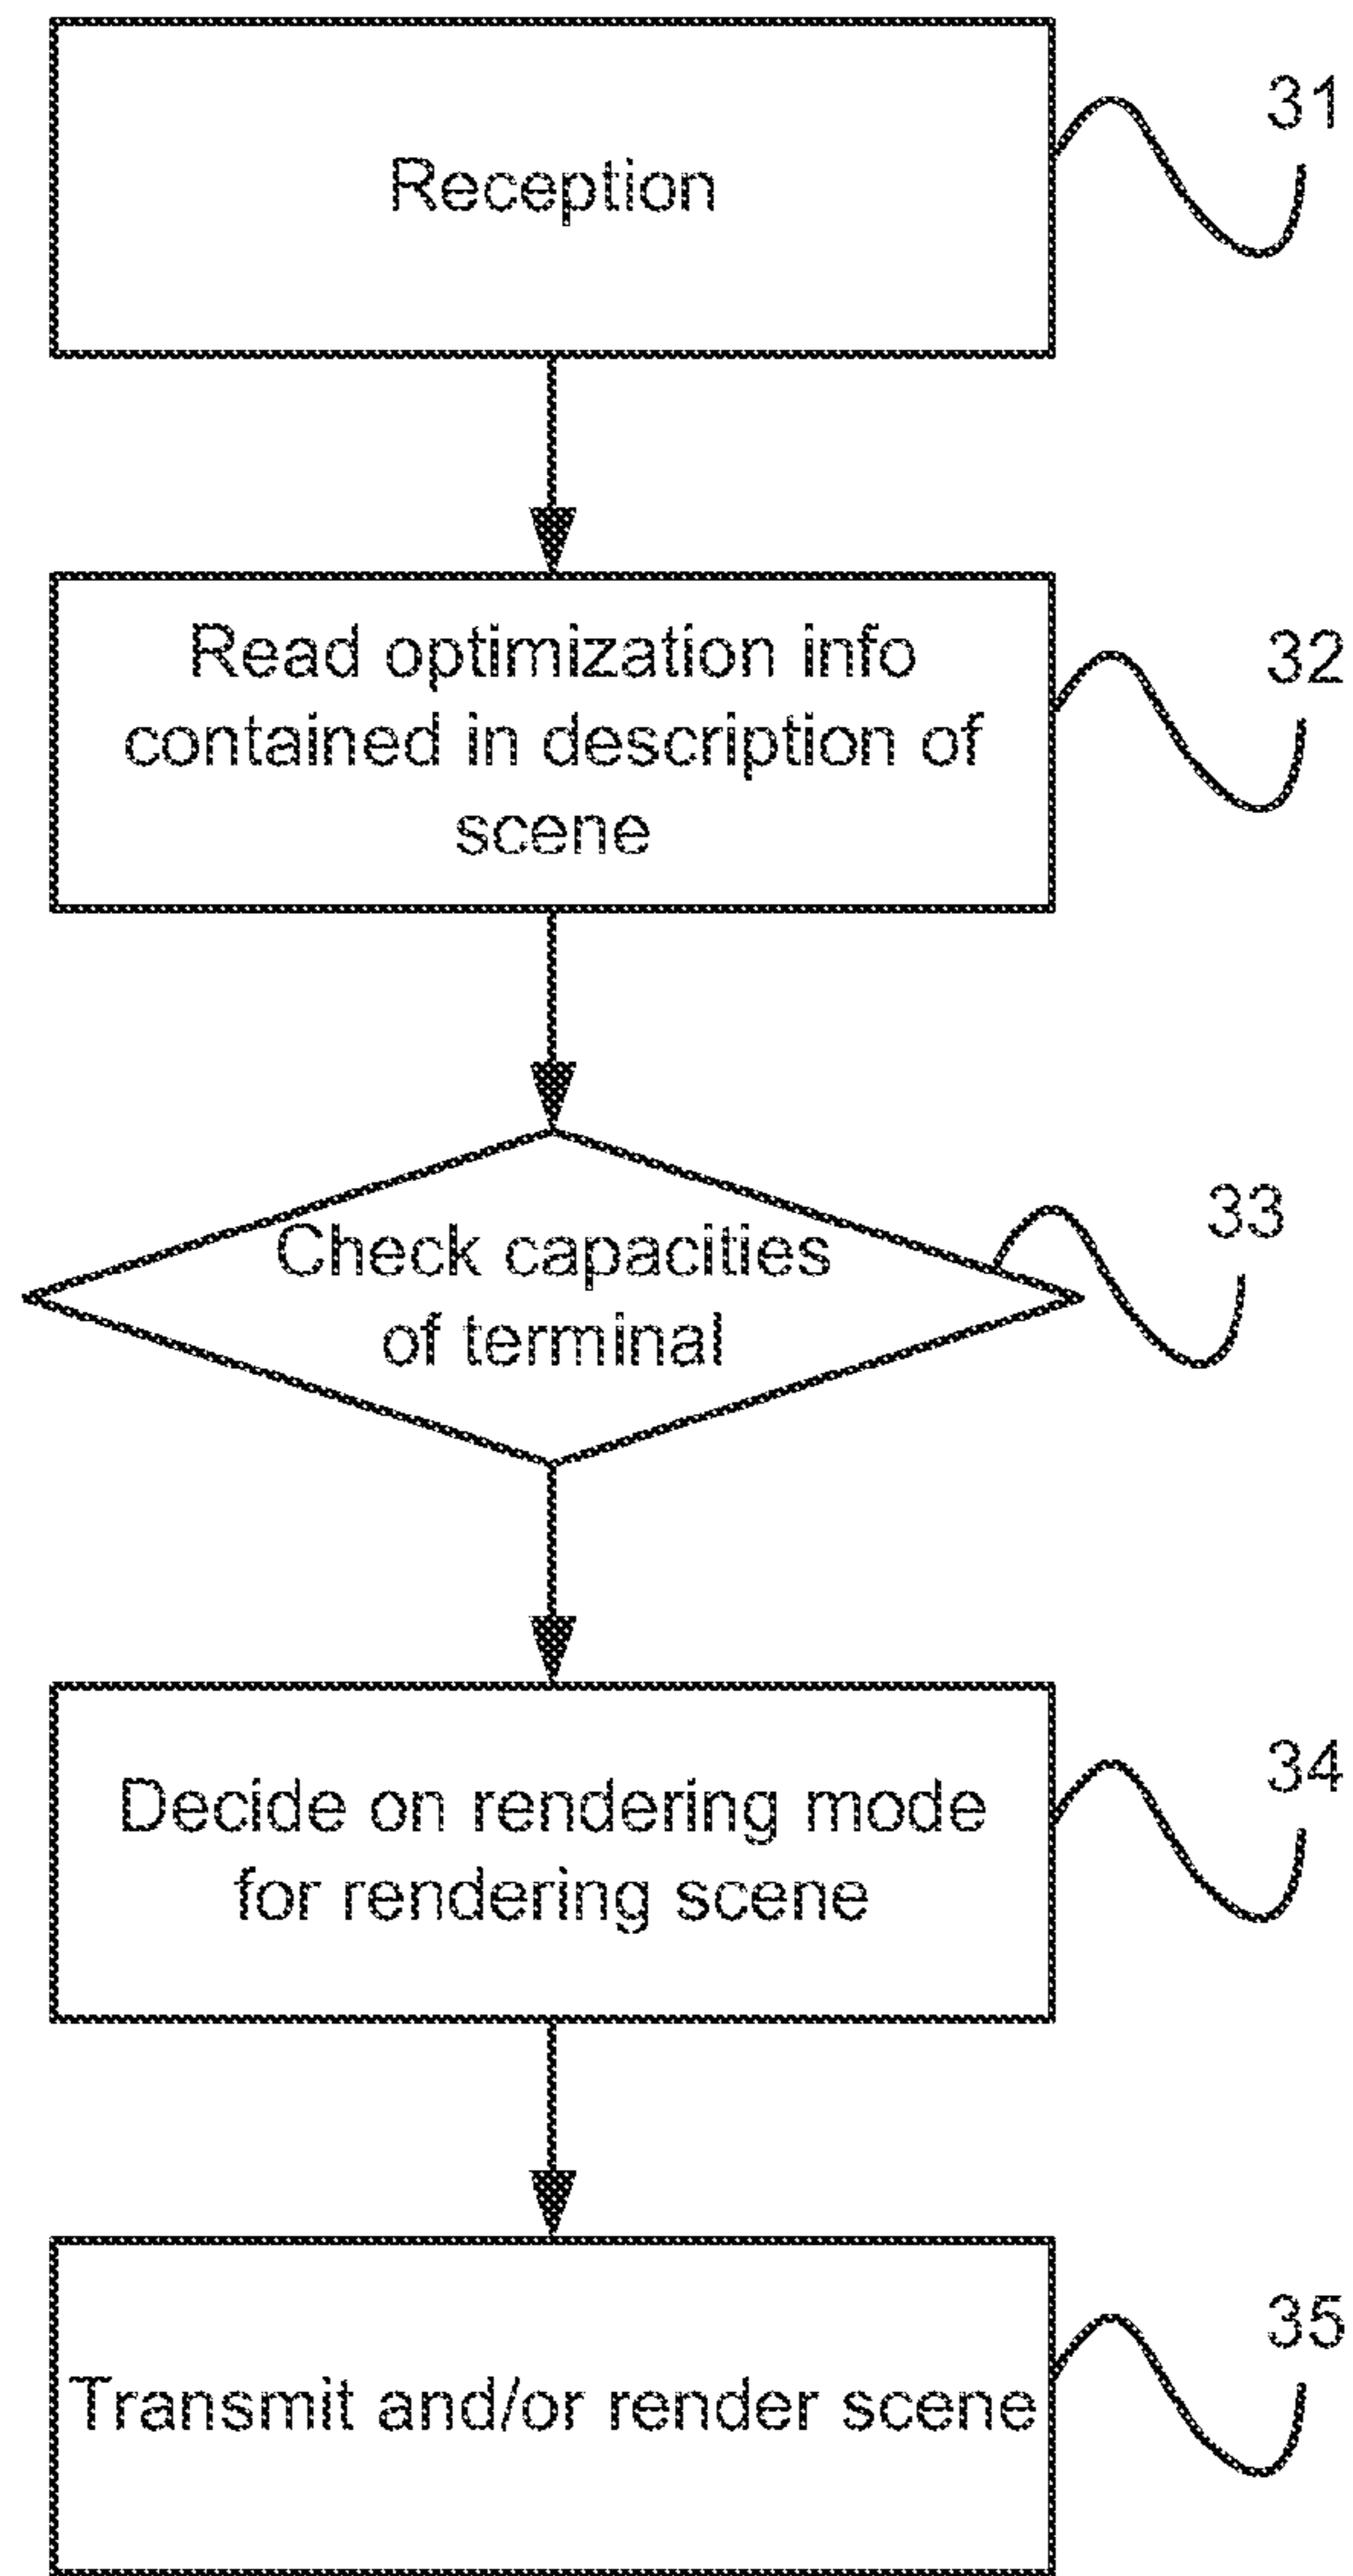 Reception
31
Read optimization info
contained in description of
scene
32
Check capacities
of terminal
33
Decide on rendering mode
for rendering scene
34
Transmit and/or render scene
35